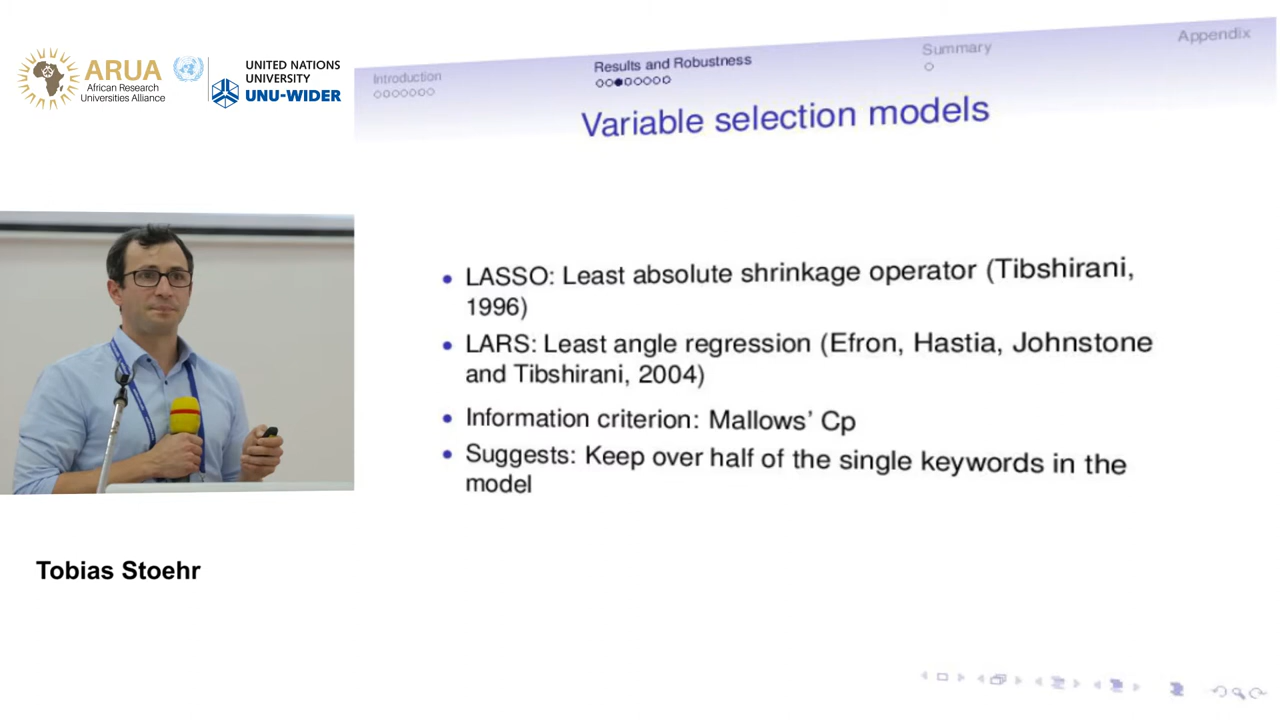 ARUA
African Research
Universities Alliance
UNITED NATIONS
UNIVERSITY
UNU-WIDER
Introduction
Results and Robustness
Summary
Appendix
Variable selection models
• LASSO: Least absolute shrinkage operator (Tibshirani,
1996)
• LARS: Least angle regression (Efron, Hastia, Johnstone
and Tibshirani, 2004)
• Information criterion: Mallows' Cp
• Suggests: Keep over half of the single keywords in the
model
Tobias Stoehr